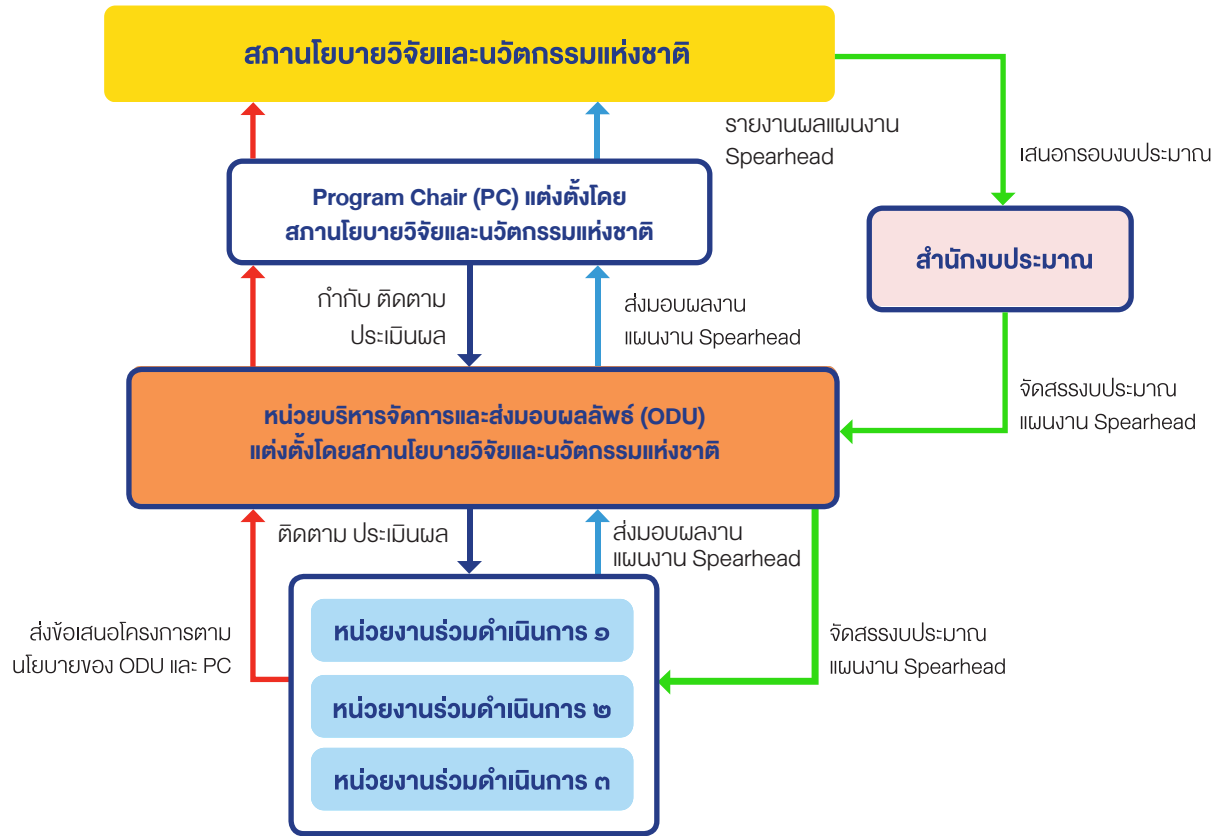 สภานโยบายวิจัยและนวัตกรรมแห่งชาติ
รายงานผลแผนงาน
Spearhead
เสนอกรอบงบประมาณ
Program Chair (PC) แต่งตั้งโดย
สภานโยบายวิจัยและนวัตกรรมแห่งชาติ
สำนักงบประมาณ
กำกับ ติดตาม
ประเมินผล
ส่งมอบผลงาน
แผนงาน Spearhead
จัดสรรงบประมาณ
แผนงาน Spearhead
หน่วยบริหารจัดการและส่งมอบผลลัพธ์ (ODU)
แต่งตั้งโดยสภานโยบายวิจัยและนวัตกรรมแห่งชาติ
ติดตาม ประเมินผล
ส่งมอบผลงาน
แผนงาน Spearhead
ส่งข้อเสนอโครงการตาม
นโยบายของ ODU และ PC
หน่วยงานร่วมดำเนินการ ๑
หน่วยงานร่วมดำเนินการ ๒
หน่วยงานร่วมดำเนินการ ๓
จัดสรรงบประมาณ
แผนงาน Spearhead